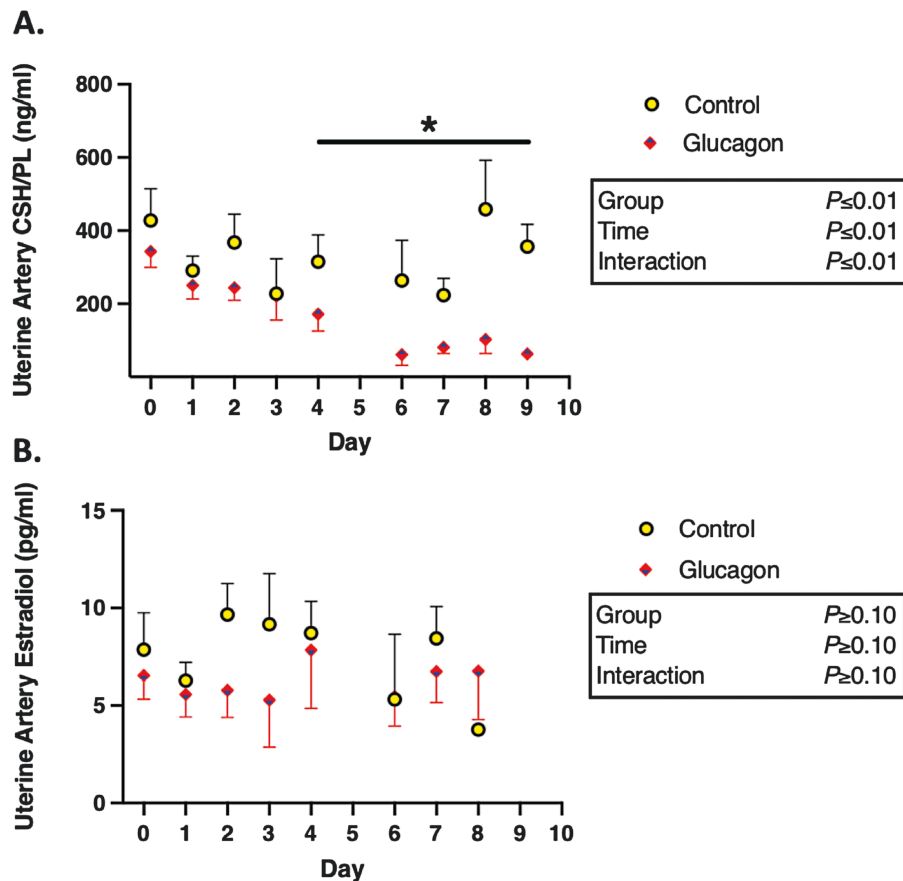 A.
Uterine Artery CSH/PL (ng/ml)
800
600
400
200
*
0 1 2 3 4 5 6 7 8 9 10
Day
Control
Glucagon
Group P≤0.01
Time P≤0.01
Interaction P≤0.01
B.
Uterine Artery Estradiol (pg/ml)
15
10
5
0
0 1 2 3 4 5 6 7 8 9 10
Day
Control
Glucagon
Group P≥0.10
Time P≥0.10
Interaction P≥0.10